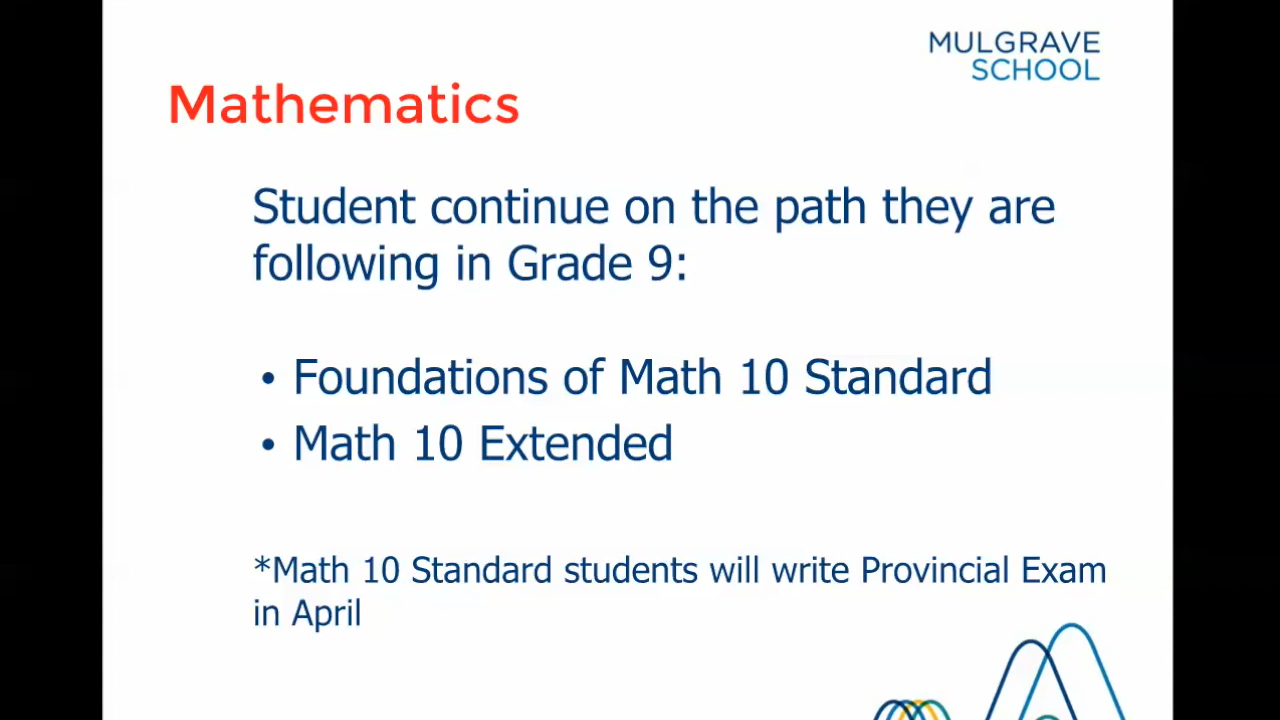 MULGRAVE
SCHOOL
Mathematics
Student continue on the path they are
following in Grade 9:
• Foundations of Math 10 Standard
• Math 10 Extended
*Math 10 Standard students will write Provincial Exam
in April